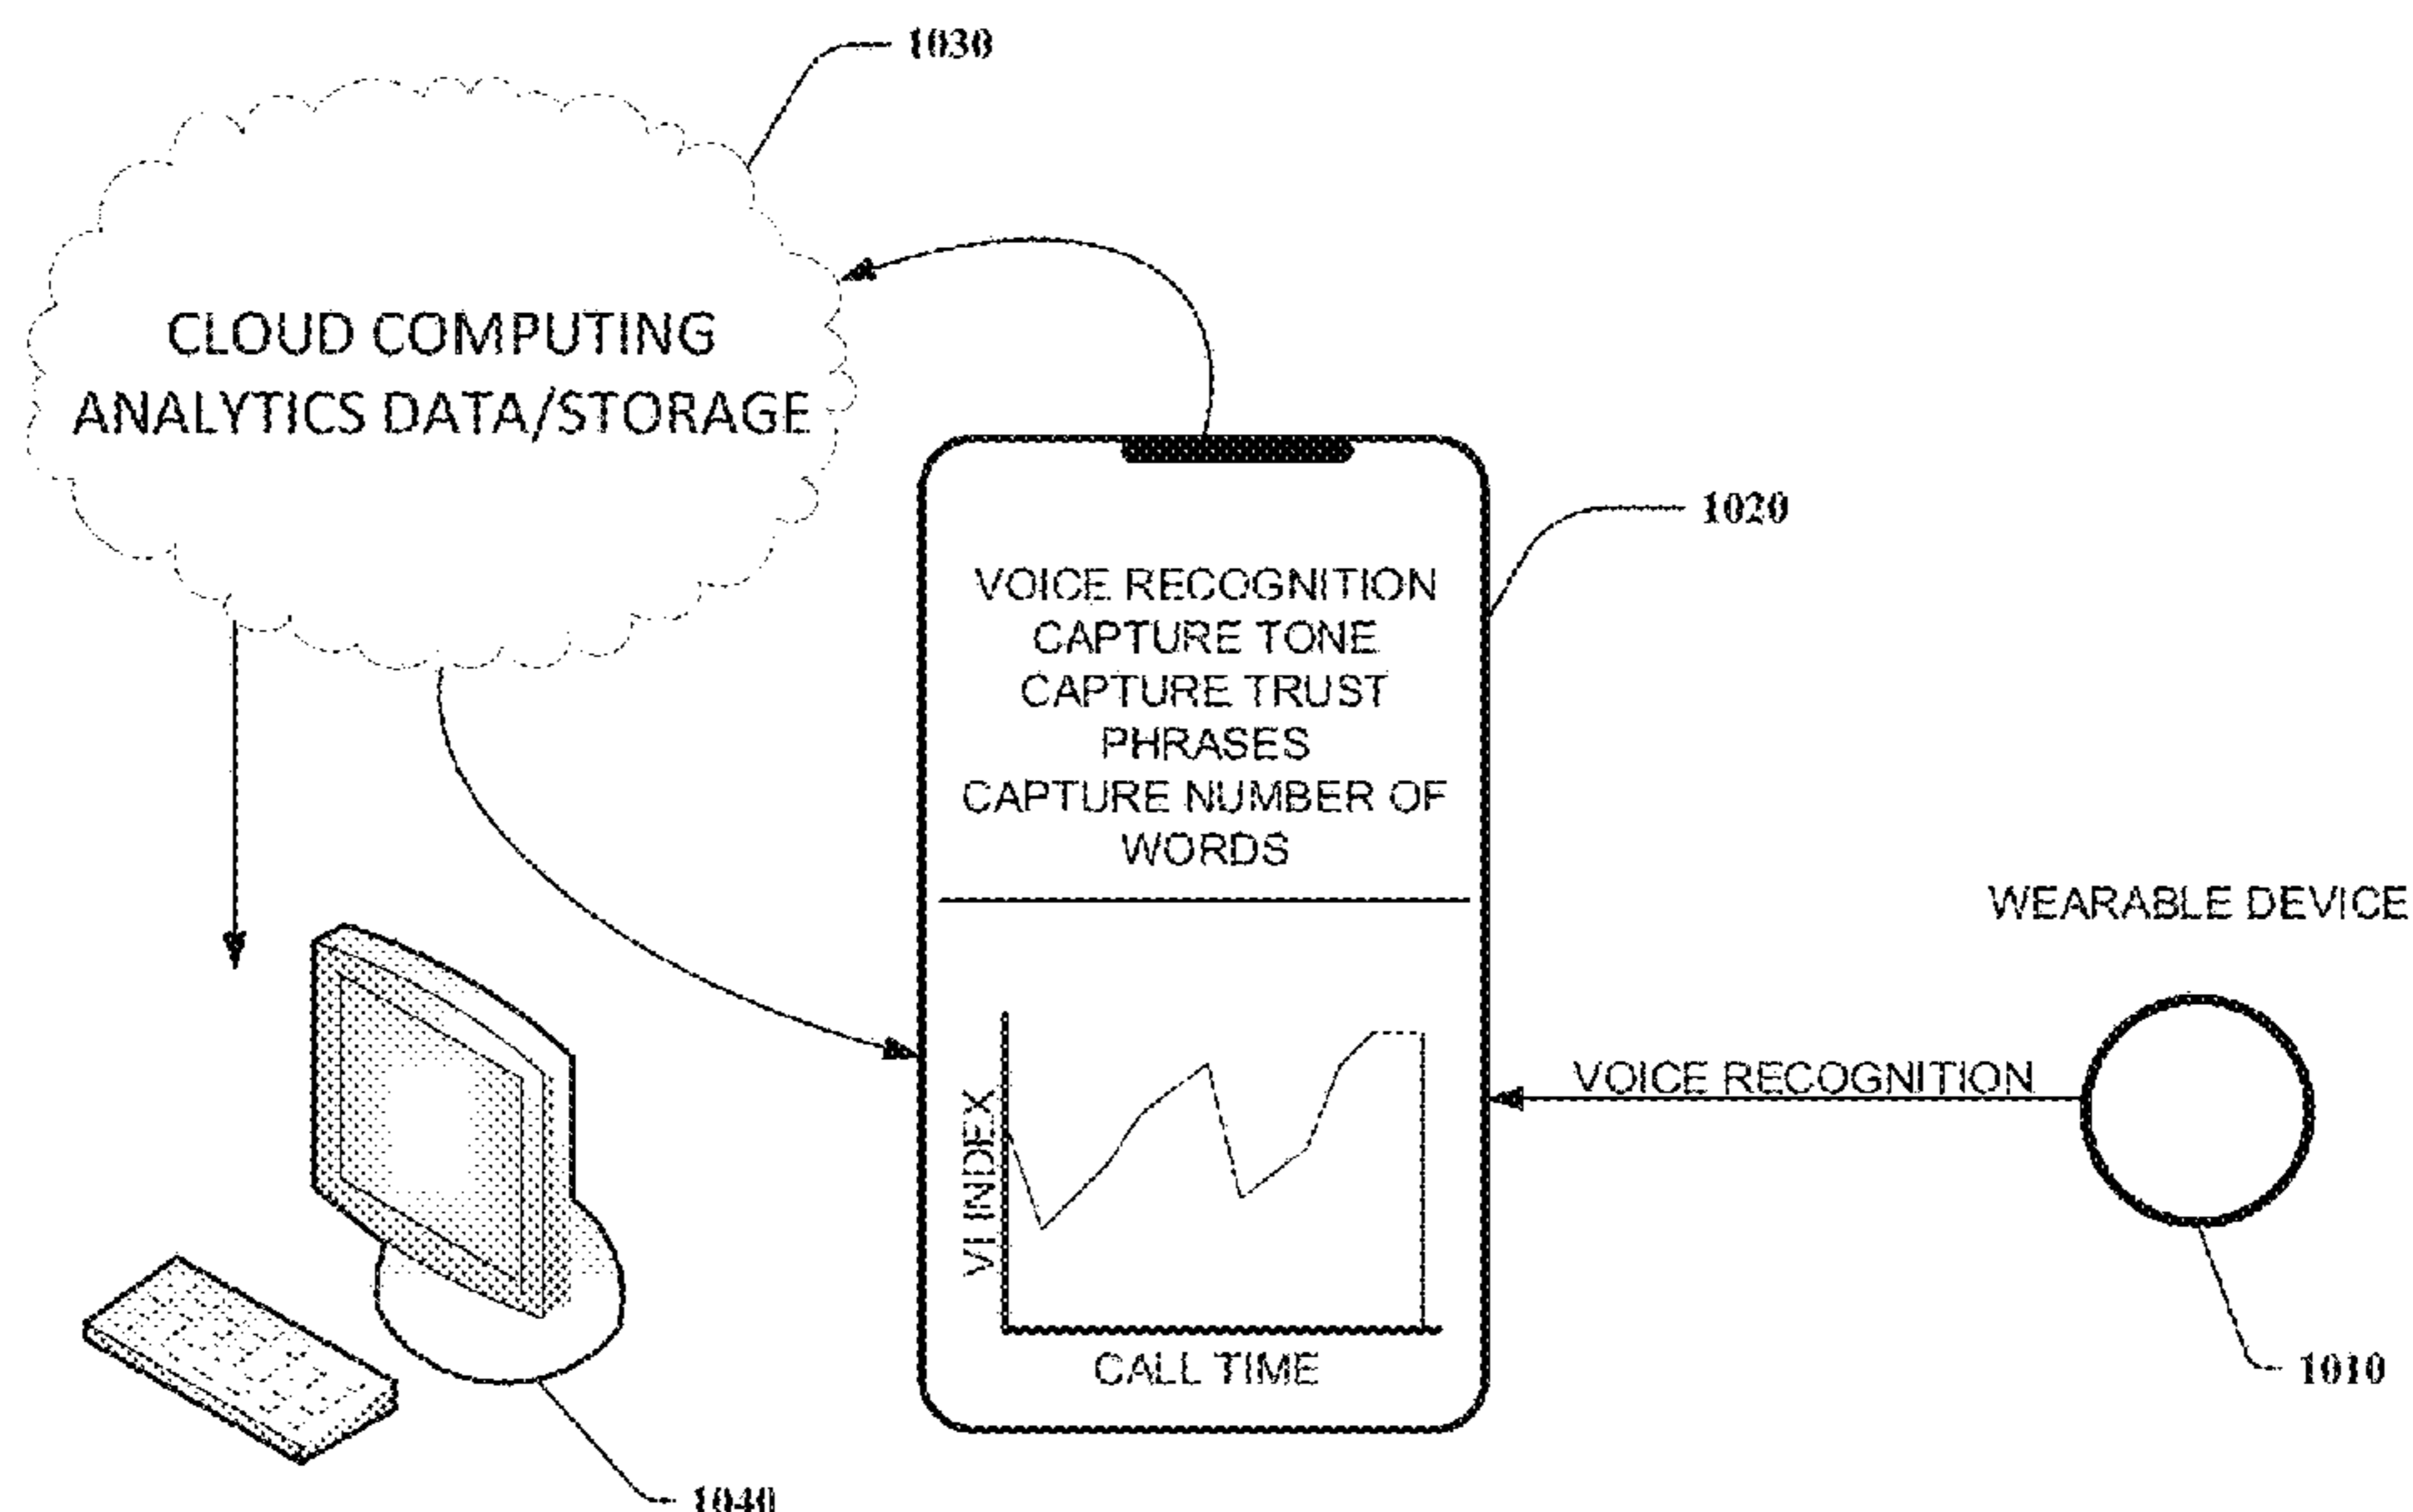 1030
CLOUD COMPUTING
ANALYTICS DATA/STORAGE
1020
VOICE RECOGNITION
CAPTURE TONE
CAPTURE TRUST
PHRASES
CAPTURE NUMBER OF
WORDS
WEARABLE DEVICE
VOICE RECOGNITION
VI INDEX
CALL TIME
1010
1040